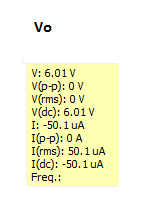 Vo
V: 6.01 V
V(p-p): 0 V
V(rms): 0 V
V(dc): 6.01 V
I: -50.1 uA
I(p-p): 0 A
I(rms): 50.1 uA
I(dc): -50.1 uA
Freq.: